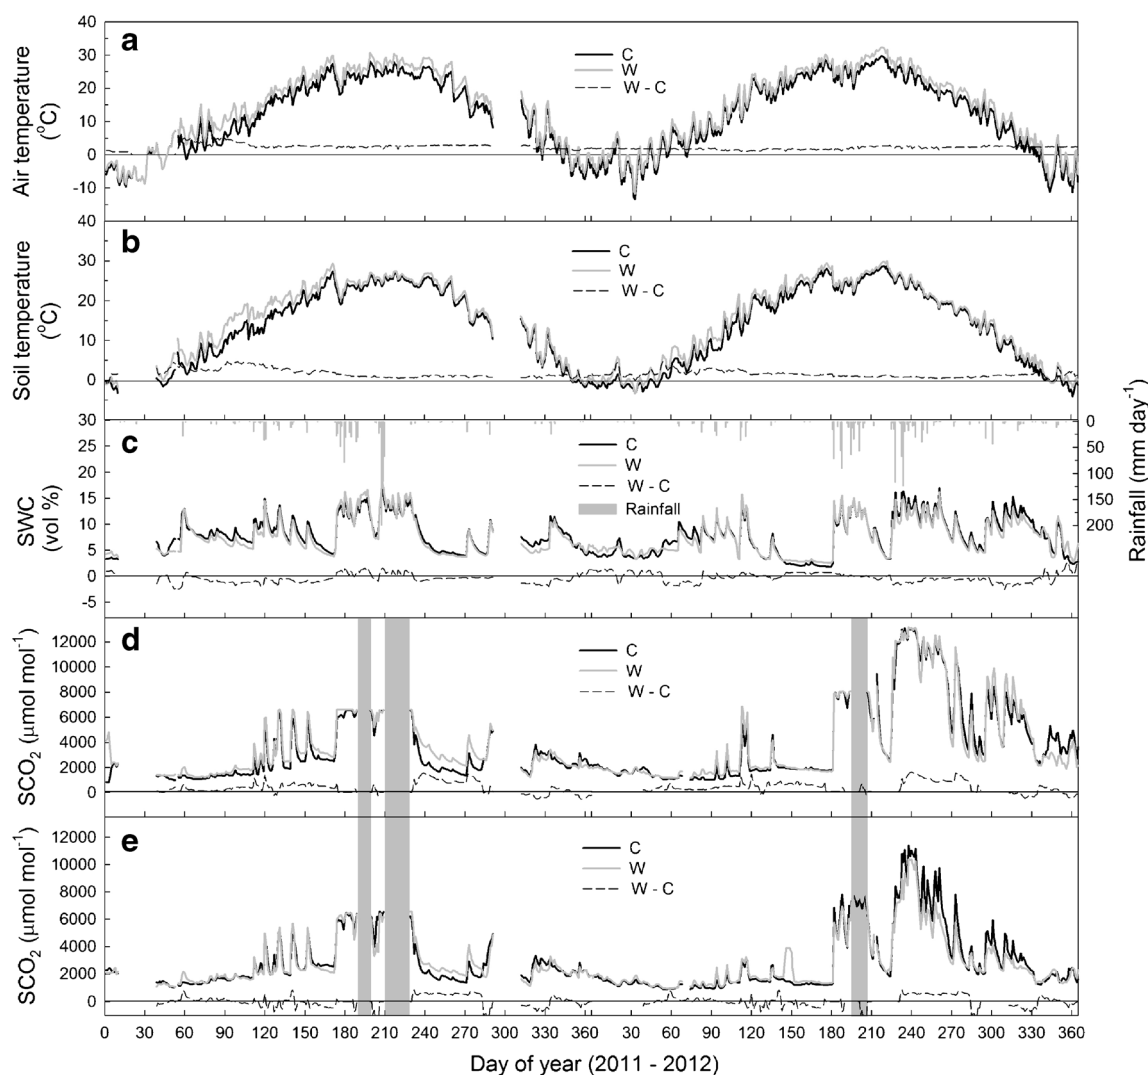 a
Air temperature
(°C)
40
30
20
10
0
-10
40
C
W
W - C
b
Soil temperature
(°C)
30
20
10
0
C
W
W - C
c
SWC
(vol %)
30
25
20
15
10
5
0
-5
C
W
W - C
Rainfall
0
50
100
150
200
Rainfall (mm day⁻¹)
d
SCO₂ (µmol mol⁻¹)
12000
10000
8000
6000
4000
2000
0
C
W
W - C
e
SCO₂ (µmol mol⁻¹)
12000
10000
8000
6000
4000
2000
0
C
W
W - C
0 30 60 90 120 150 180 210 240 270 300 330 30 60 90 120 150 180 210 240 270 300 330 365
Day of year (2011 - 2012)